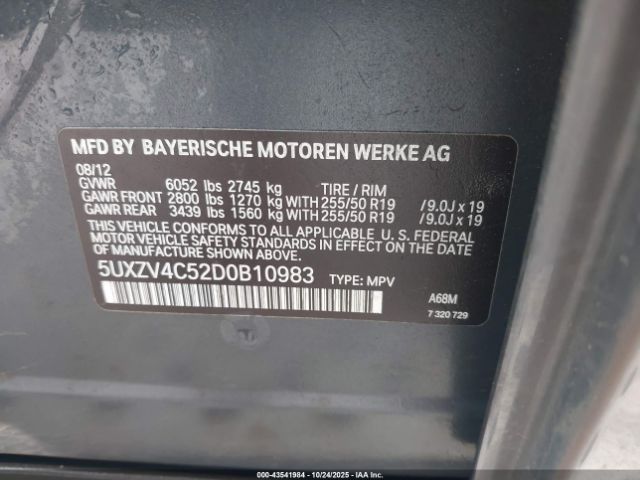 MFD BY BAYERISCHE MOTOREN WERKE AG
08/12
GVWR 6052 lbs 2745 kg TIRE / RIM
GAWR FRONT 2800 lbs 1270 kg WITH 255/50 R19 /9.0J x 19
GAWR REAR 3439 lbs 1560 kg WITH 255/50 R19 /9.0J x 19
THIS VEHICLE CONFORMS TO ALL APPLICABLE U. S. FEDERAL
MOTOR VEHICLE SAFETY STANDARDS IN EFFECT ON THE DATE
OF MANUFACTURE SHOWN ABOVE.
5UXZV4C52D0B10983 TYPE: MPV
A68M
7 320 729
000-43541984 - 10/24/2025 - COPYRIGHT IAA, LLC